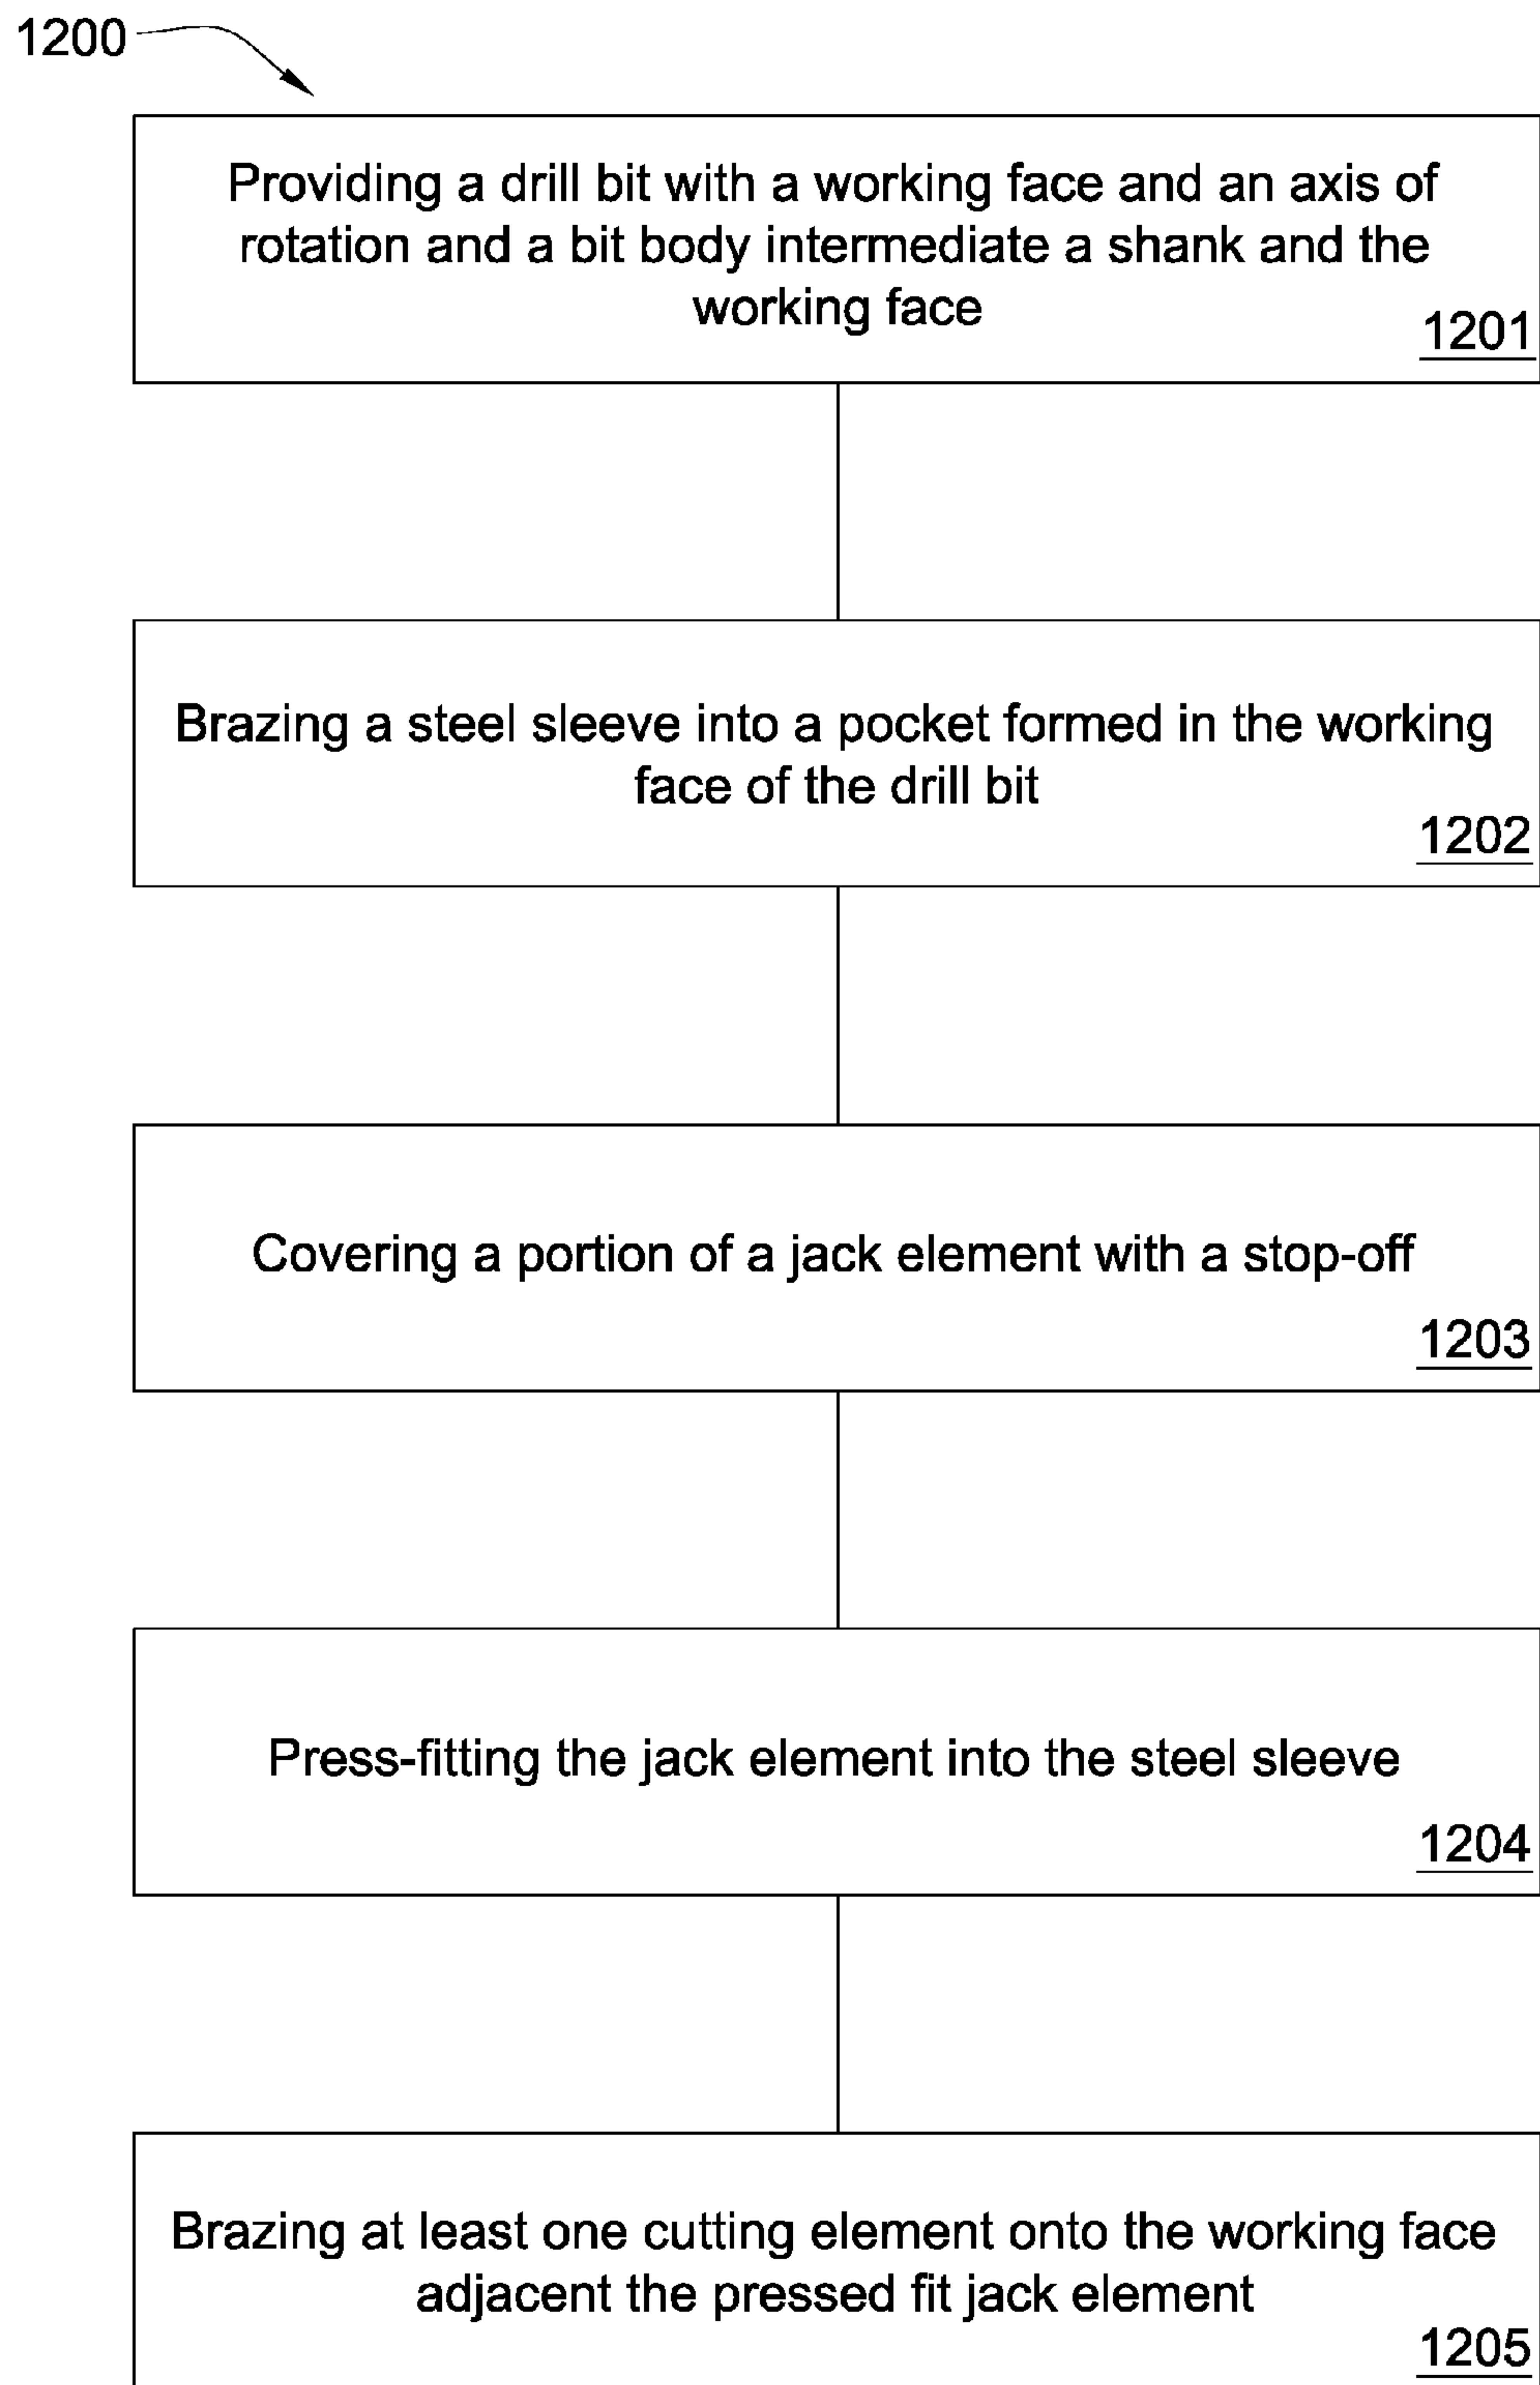 1200
Providing a drill bit with a working face and an axis of
rotation and a bit body intermediate a shank and the
working face
1201
Brazing a steel sleeve into a pocket formed in the working
face of the drill bit
1202
Covering a portion of a jack element with a stop-off
1203
Press-fitting the jack element into the steel sleeve
1204
Brazing at least one cutting element onto the working face
adjacent the pressed fit jack element
1205